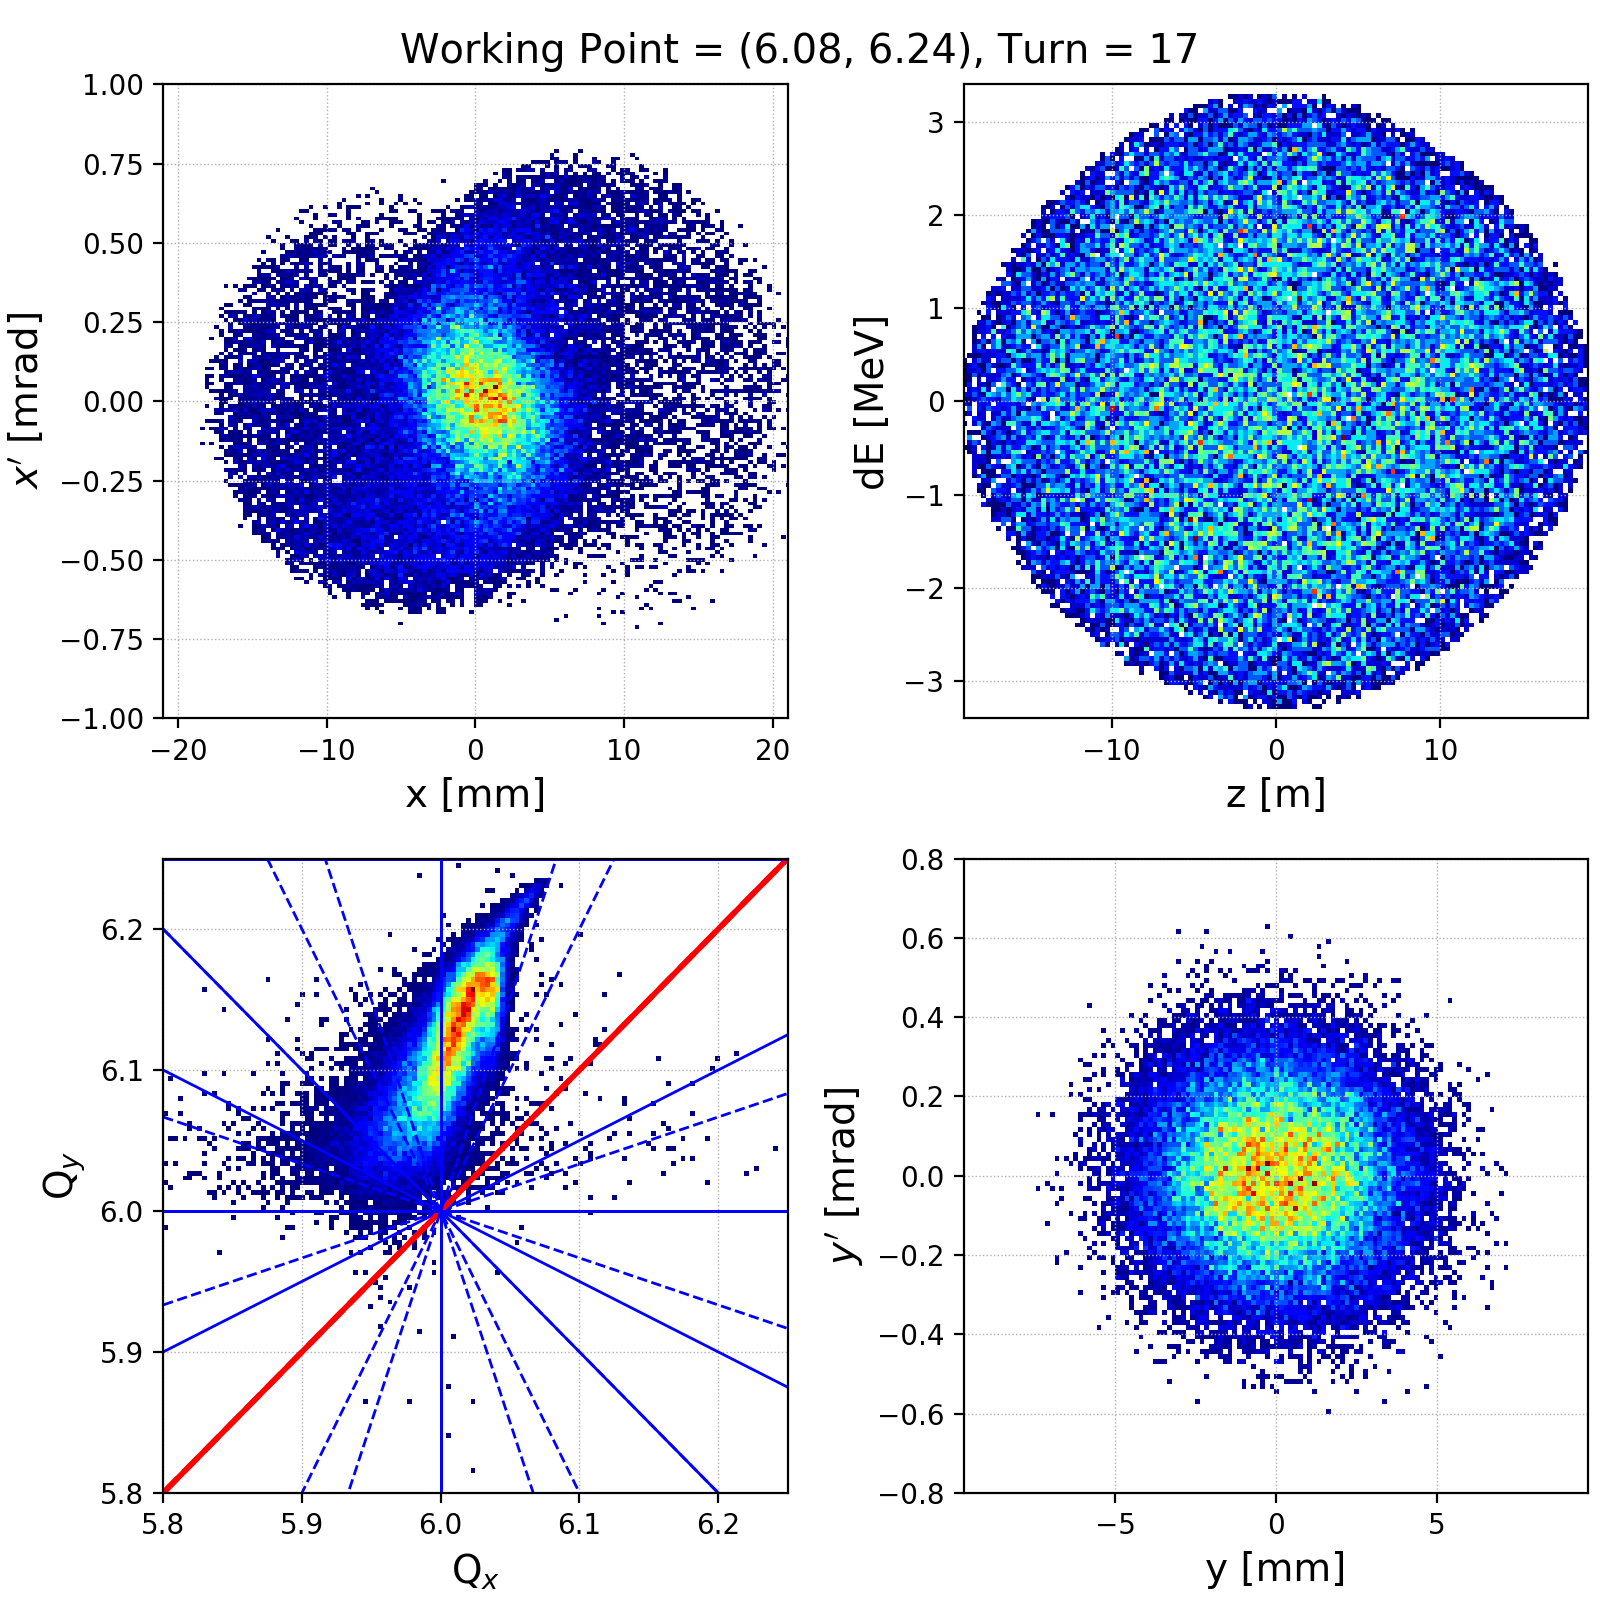 Working Point = (6.08, 6.24), Turn = 17
1.00
0.75
0.50
0.25
0.00
−0.25
−0.50
−0.75
−1.00
x′ [mrad]
−20 −10 0 10 20
x [mm]
3
2
1
0
−1
−2
−3
dE [MeV]
−10 0 10
z [m]
6.2
6.1
6.0
5.9
5.8
Qy
5.8 5.9 6.0 6.1 6.2
Qx
0.8
0.6
0.4
0.2
0.0
−0.2
−0.4
−0.6
−0.8
y′ [mrad]
−5 0 5
y [mm]